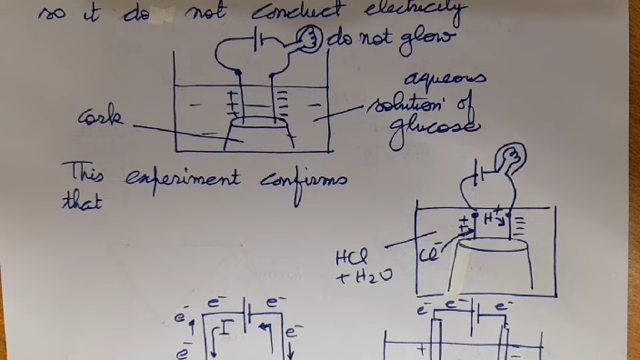 so it do not conduct electricity
do not glow
aqueous
solution of
glucose
cork
This experiment confirms
that
H+
Cl-
HCl
+ H2O
e- e-
e- I e-
e-
e- e- e-
+ -